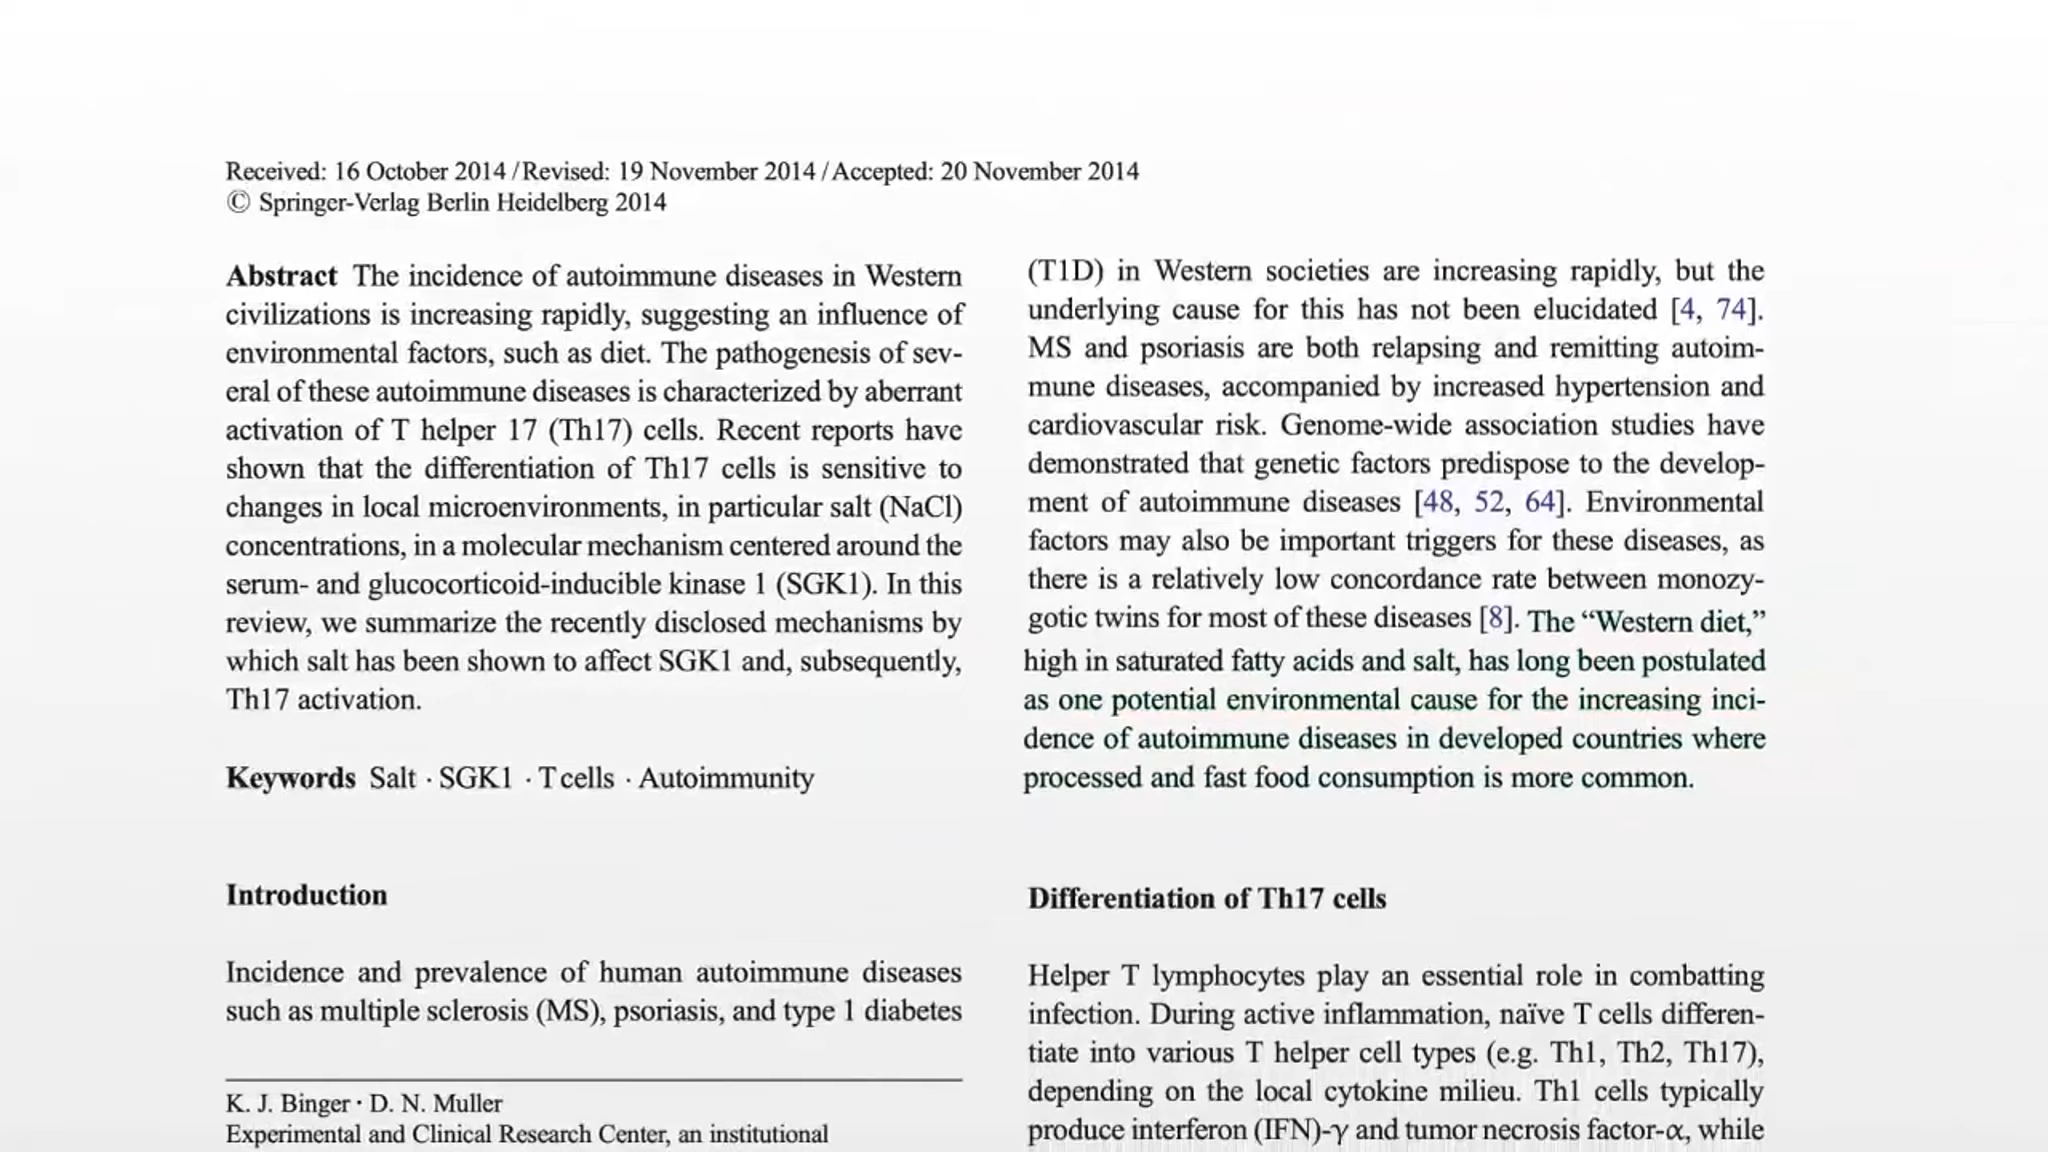 Received: 16 October 2014 / Revised: 19 November 2014 / Accepted: 20 November 2014
© Springer-Verlag Berlin Heidelberg 2014
Abstract The incidence of autoimmune diseases in Western
civilizations is increasing rapidly, suggesting an influence of
environmental factors, such as diet. The pathogenesis of sev-
eral of these autoimmune diseases is characterized by aberrant
activation of T helper 17 (Th17) cells. Recent reports have
shown that the differentiation of Th17 cells is sensitive to
changes in local microenvironments, in particular salt (NaCl)
concentrations, in a molecular mechanism centered around the
serum- and glucocorticoid-inducible kinase 1 (SGK1). In this
review, we summarize the recently disclosed mechanisms by
which salt has been shown to affect SGK1 and, subsequently,
Th17 activation.
Keywords Salt · SGK1 · T cells · Autoimmunity
Introduction
Incidence and prevalence of human autoimmune diseases
such as multiple sclerosis (MS), psoriasis, and type 1 diabetes
K. J. Binger · D. N. Muller
Experimental and Clinical Research Center, an institutional
(T1D) in Western societies are increasing rapidly, but the
underlying cause for this has not been elucidated [4, 74].
MS and psoriasis are both relapsing and remitting autoim-
mune diseases, accompanied by increased hypertension and
cardiovascular risk. Genome-wide association studies have
demonstrated that genetic factors predispose to the develop-
ment of autoimmune diseases [48, 52, 64]. Environmental
factors may also be important triggers for these diseases, as
there is a relatively low concordance rate between monozy-
gotic twins for most of these diseases [8]. The “Western diet,”
high in saturated fatty acids and salt, has long been postulated
as one potential environmental cause for the increasing inci-
dence of autoimmune diseases in developed countries where
processed and fast food consumption is more common.
Differentiation of Th17 cells
Helper T lymphocytes play an essential role in combatting
infection. During active inflammation, naïve T cells differen-
tiate into various T helper cell types (e.g. Th1, Th2, Th17),
depending on the local cytokine milieu. Th1 cells typically
produce interferon (IFN)-γ and tumor necrosis factor-α, while